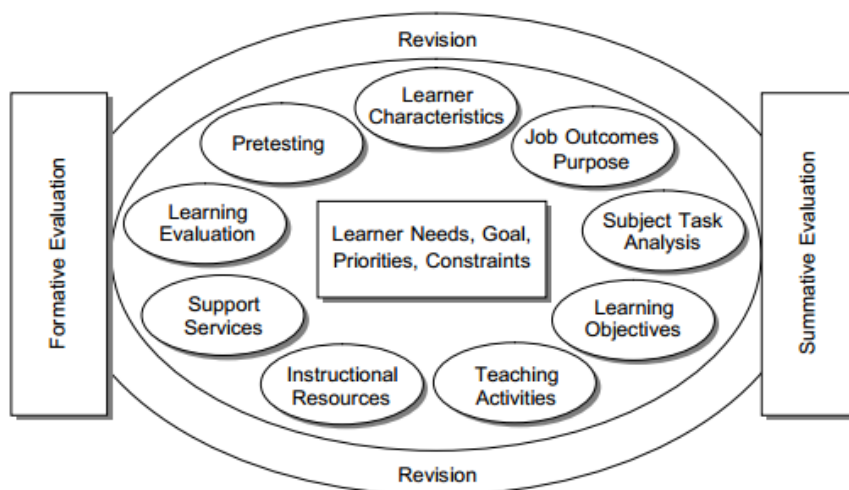 Revision
Formative Evaluation
Learner
Characteristics
Pretesting
Job Outcomes
Purpose
Learning
Evaluation
Learner Needs, Goal,
Priorities, Constraints
Subject Task
Analysis
Support
Services
Learning
Objectives
Instructional
Resources
Teaching
Activities
Summative Evaluation
Revision